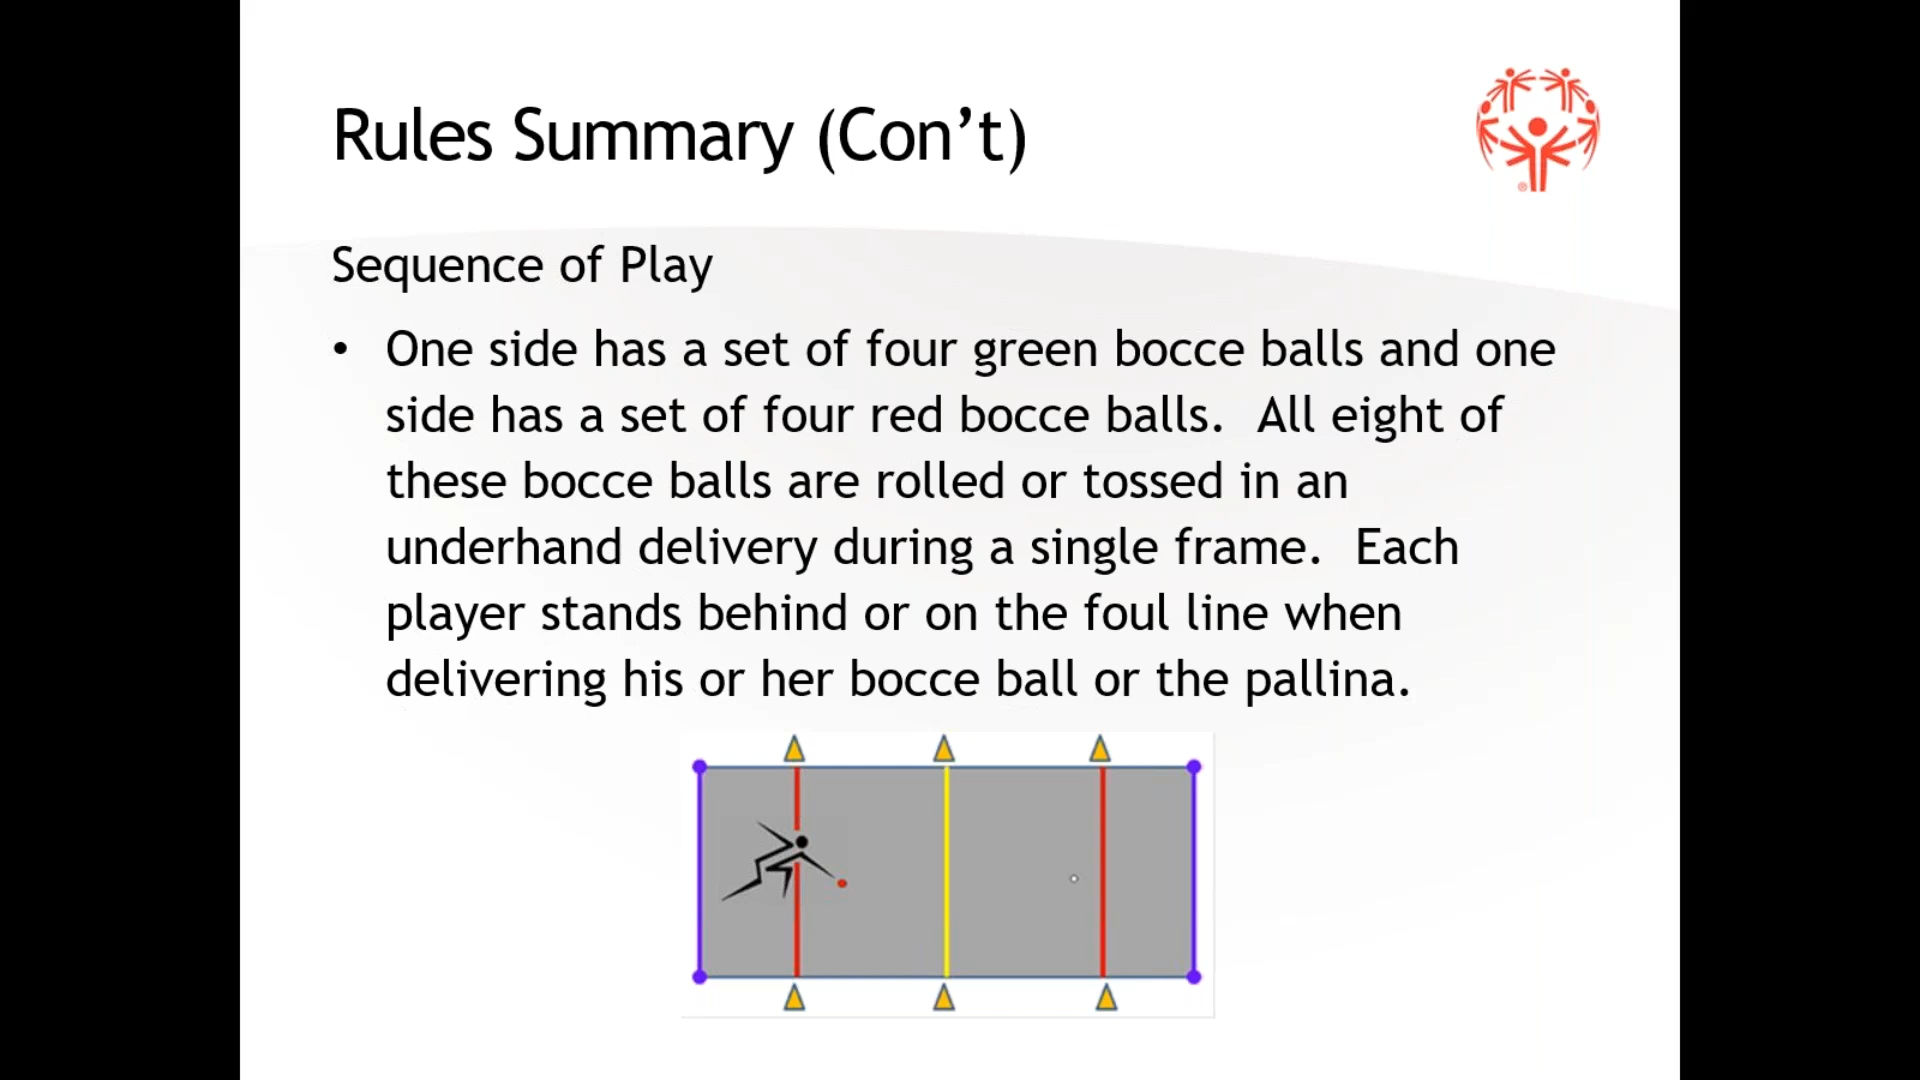 Rules Summary (Con’t)
®
Sequence of Play
• One side has a set of four green bocce balls and one
side has a set of four red bocce balls.  All eight of
these bocce balls are rolled or tossed in an
underhand delivery during a single frame.  Each
player stands behind or on the foul line when
delivering his or her bocce ball or the pallina.